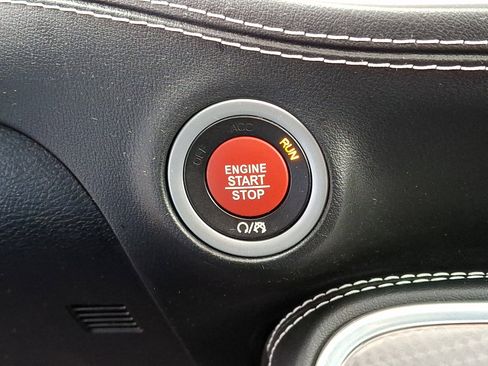 OFF ACC RUN
ENGINE
START
STOP